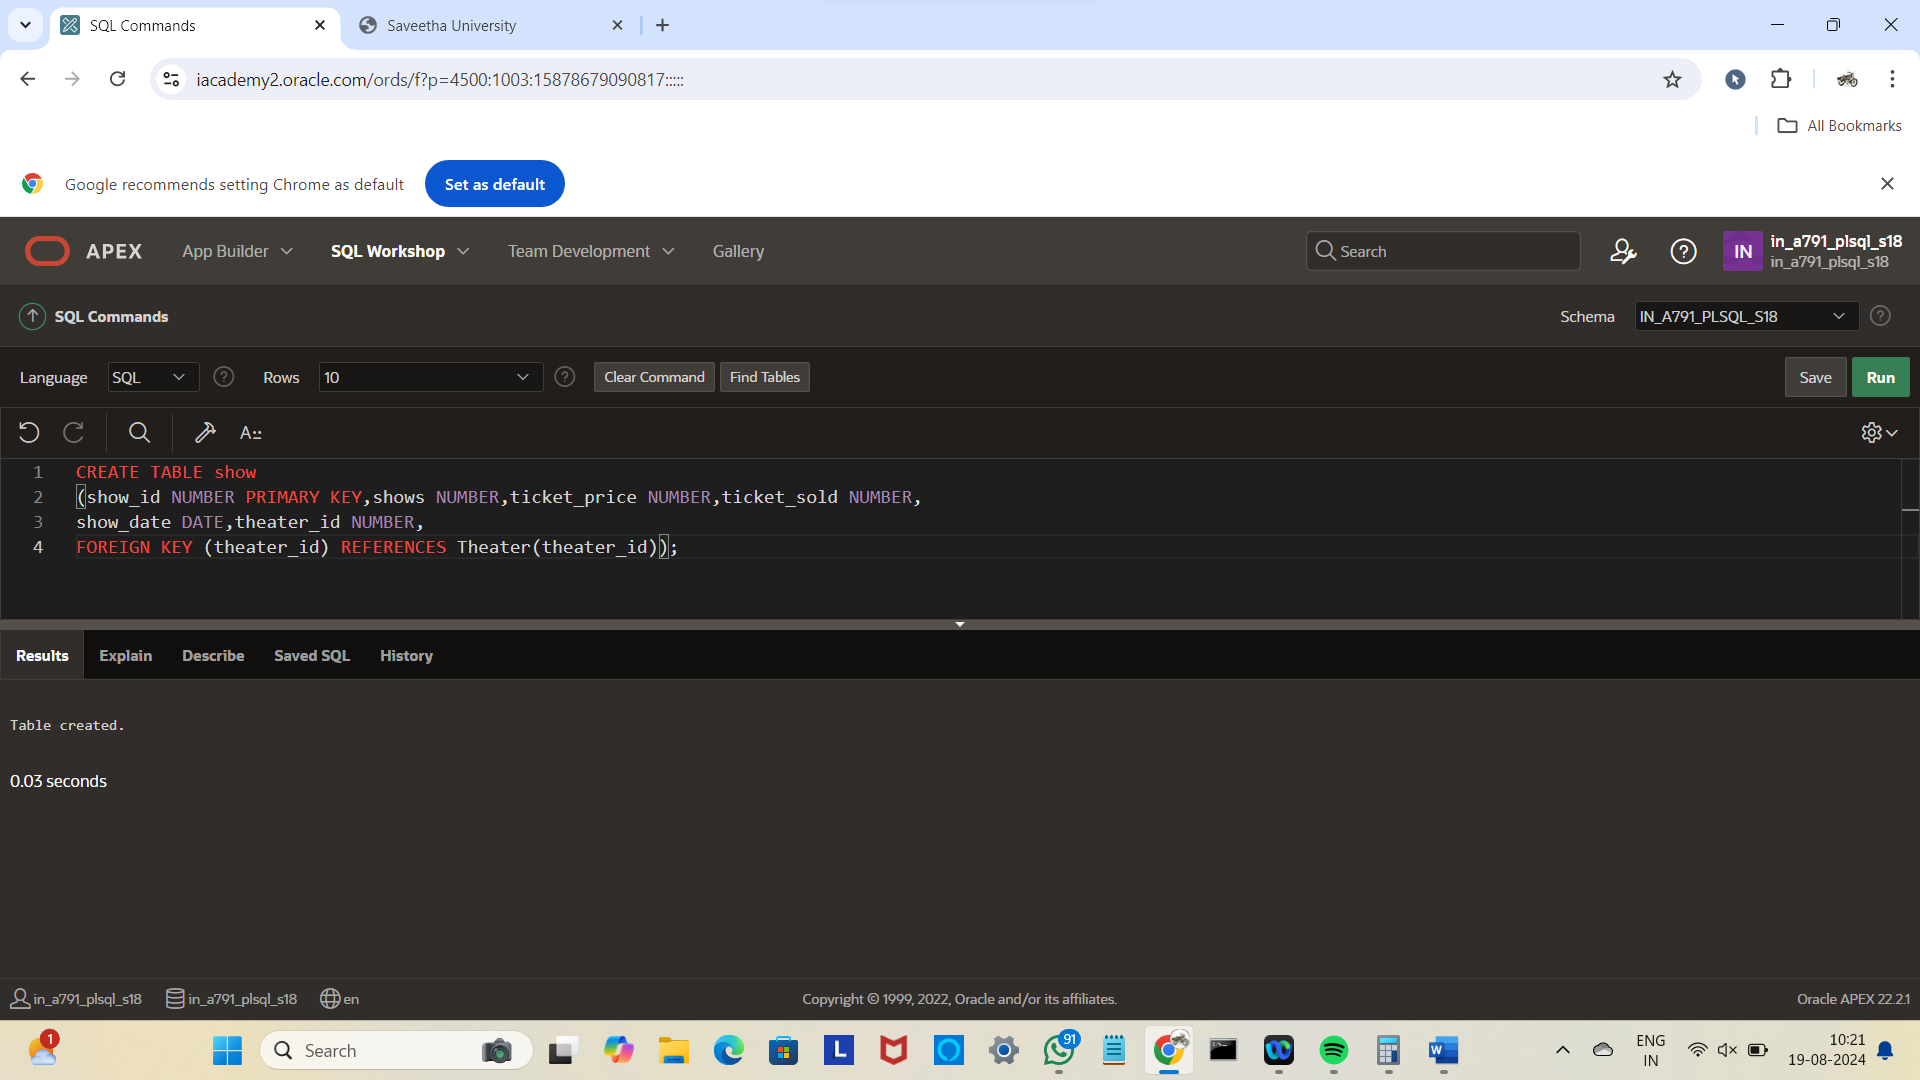 SQL Commands
Saveetha University
iacademy2.oracle.com/ords/f?p=4500:1003:15878679090817:::::
All Bookmarks
Google recommends setting Chrome as default
Set as default
APEX
App Builder
SQL Workshop
Team Development
Gallery
Search
IN
in_a791_plsql_s18
in_a791_plsql_s18
SQL Commands
Schema
IN_A791_PLSQL_S18
Language
SQL
Rows
10
Clear Command
Find Tables
Save
Run
A::
1 CREATE TABLE show
2 (show_id NUMBER PRIMARY KEY,shows NUMBER,ticket_price NUMBER,ticket_sold NUMBER,
3 show_date DATE,theater_id NUMBER,
4 FOREIGN KEY (theater_id) REFERENCES Theater(theater_id));
Results
Explain
Describe
Saved SQL
History
Table created.
0.03 seconds
in_a791_plsql_s18
in_a791_plsql_s18
en
Copyright © 1999, 2022, Oracle and/or its affiliates.
Oracle APEX 22.2.1
1
Search
L
91
W
ENG
IN
10:21
19-08-2024